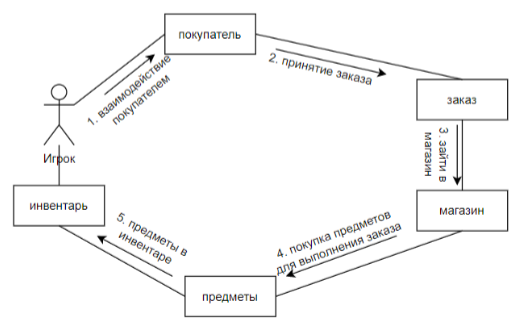 покупатель
1. взаимодействие
покупателем
2. принятие заказа
заказ
3. зайти в
магазин
Игрок
инвентарь
магазин
4. покупка предметов
для выполнения заказа
5. предметы в
инвентаре
предметы